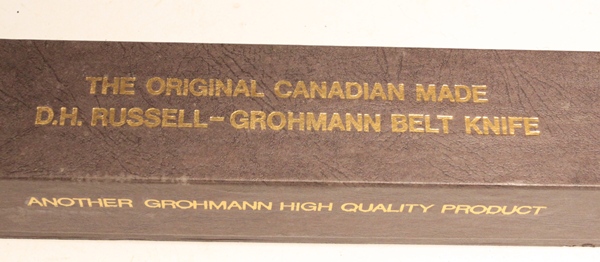 THE ORIGINAL CANADIAN MADE
D.H. RUSSELL-GROHMANN BELT KNIFE
ANOTHER GROHMANN HIGH QUALITY PRODUCT